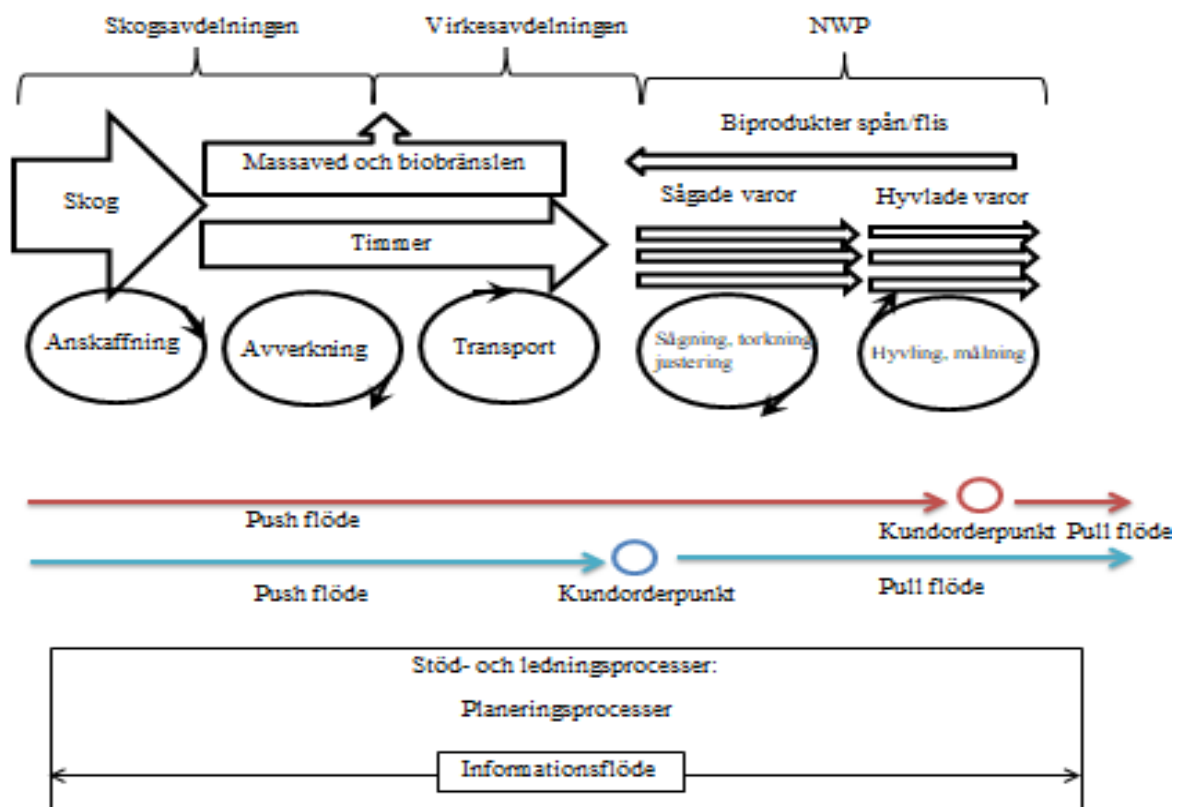 Skogsavdelningen
Virkesavdelningen
NWP
Biprodukter spån/flis
Massaved och biobränslen
Skog
Sågade varor
Hyvlade varor
Timmer
Anskaffning
Avverkning
Transport
Sågning, torkning,
justering
Hyvling, målning
Push flöde
Kundorderpunkt
Pull flöde
Push flöde
Kundorderpunkt
Pull flöde
Stöd- och ledningsprocesser:
Planeringsprocesser
Informationsflöde